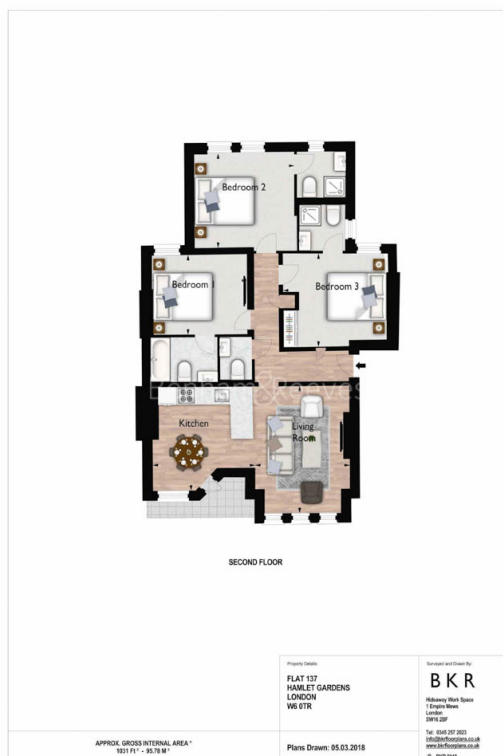 Bedroom 2
Bedroom 1
Bedroom 3
Benham & Reeves
Kitchen
Living
Room
SECOND FLOOR
Property Details:
FLAT 137
HAMLET GARDENS
LONDON
W6 0TR
Surveyed and Drawn By:
BKR
Hideaway Work Space
1 Empire Mews
London
SW16 2BF
Tel: 0345 257 2023
info@bkrfloorplans.co.uk
www.bkrfloorplans.co.uk
APPROX. GROSS INTERNAL AREA *
1031 Ft² - 95.78 M²
Plans Drawn: 05.03.2018